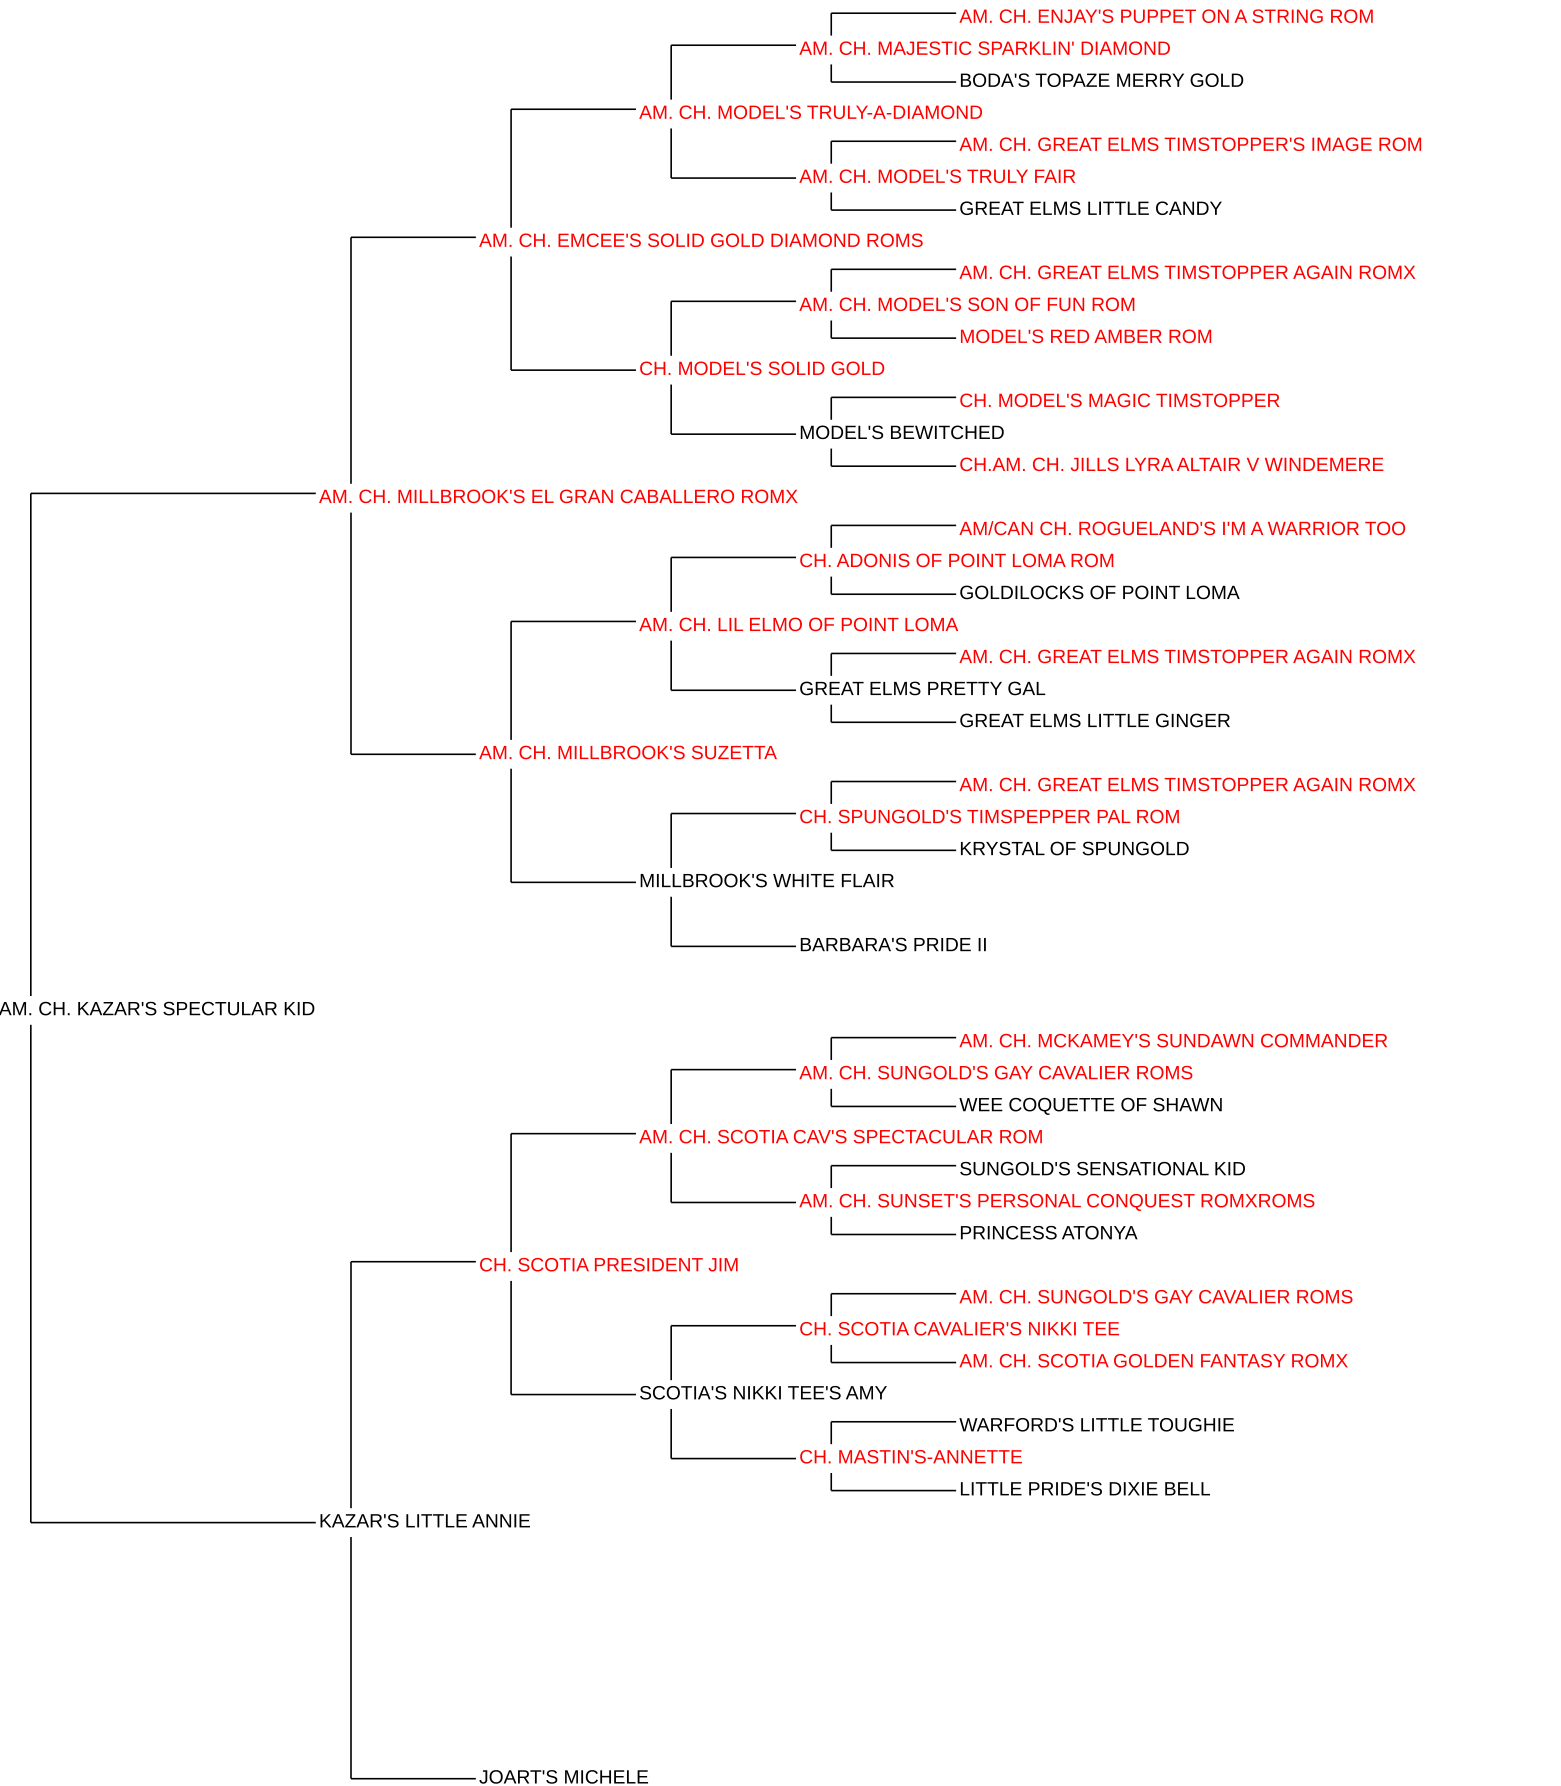 AM. CH. ENJAY'S PUPPET ON A STRING ROM
AM. CH. MAJESTIC SPARKLIN' DIAMOND
BODA'S TOPAZE MERRY GOLD
AM. CH. MODEL'S TRULY-A-DIAMOND
AM. CH. GREAT ELMS TIMSTOPPER'S IMAGE ROM
AM. CH. MODEL'S TRULY FAIR
GREAT ELMS LITTLE CANDY
AM. CH. EMCEE'S SOLID GOLD DIAMOND ROMS
AM. CH. GREAT ELMS TIMSTOPPER AGAIN ROMX
AM. CH. MODEL'S SON OF FUN ROM
MODEL'S RED AMBER ROM
CH. MODEL'S SOLID GOLD
CH. MODEL'S MAGIC TIMSTOPPER
MODEL'S BEWITCHED
CH.AM. CH. JILLS LYRA ALTAIR V WINDEMERE
AM. CH. MILLBROOK'S EL GRAN CABALLERO ROMX
AM/CAN CH. ROGUELAND'S I'M A WARRIOR TOO
CH. ADONIS OF POINT LOMA ROM
GOLDILOCKS OF POINT LOMA
AM. CH. LIL ELMO OF POINT LOMA
AM. CH. GREAT ELMS TIMSTOPPER AGAIN ROMX
GREAT ELMS PRETTY GAL
GREAT ELMS LITTLE GINGER
AM. CH. MILLBROOK'S SUZETTA
AM. CH. GREAT ELMS TIMSTOPPER AGAIN ROMX
CH. SPUNGOLD'S TIMSPEPPER PAL ROM
KRYSTAL OF SPUNGOLD
MILLBROOK'S WHITE FLAIR
BARBARA'S PRIDE II
AM. CH. KAZAR'S SPECTULAR KID
AM. CH. MCKAMEY'S SUNDAWN COMMANDER
AM. CH. SUNGOLD'S GAY CAVALIER ROMS
WEE COQUETTE OF SHAWN
AM. CH. SCOTIA CAV'S SPECTACULAR ROM
SUNGOLD'S SENSATIONAL KID
AM. CH. SUNSET'S PERSONAL CONQUEST ROMXROMS
PRINCESS ATONYA
CH. SCOTIA PRESIDENT JIM
AM. CH. SUNGOLD'S GAY CAVALIER ROMS
CH. SCOTIA CAVALIER'S NIKKI TEE
AM. CH. SCOTIA GOLDEN FANTASY ROMX
SCOTIA'S NIKKI TEE'S AMY
WARFORD'S LITTLE TOUGHIE
CH. MASTIN'S-ANNETTE
LITTLE PRIDE'S DIXIE BELL
KAZAR'S LITTLE ANNIE
JOART'S MICHELE